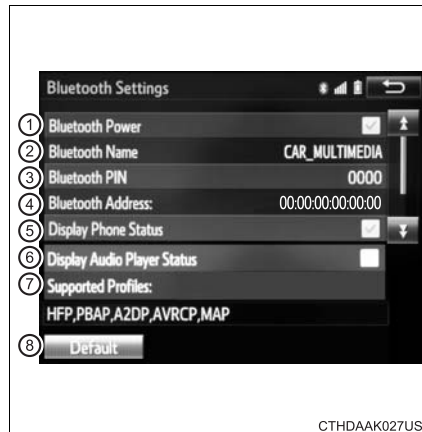 Bluetooth Settings
① Bluetooth Power
② Bluetooth Name CAR_MULTIMEDIA
③ Bluetooth PIN 0000
④ Bluetooth Address: 00:00:00:00:00:00
⑤ Display Phone Status
⑥ Display Audio Player Status
⑦ Supported Profiles:
HFP,PBAP,A2DP,AVRCP,MAP
⑧ Default
CTHDAAK027US